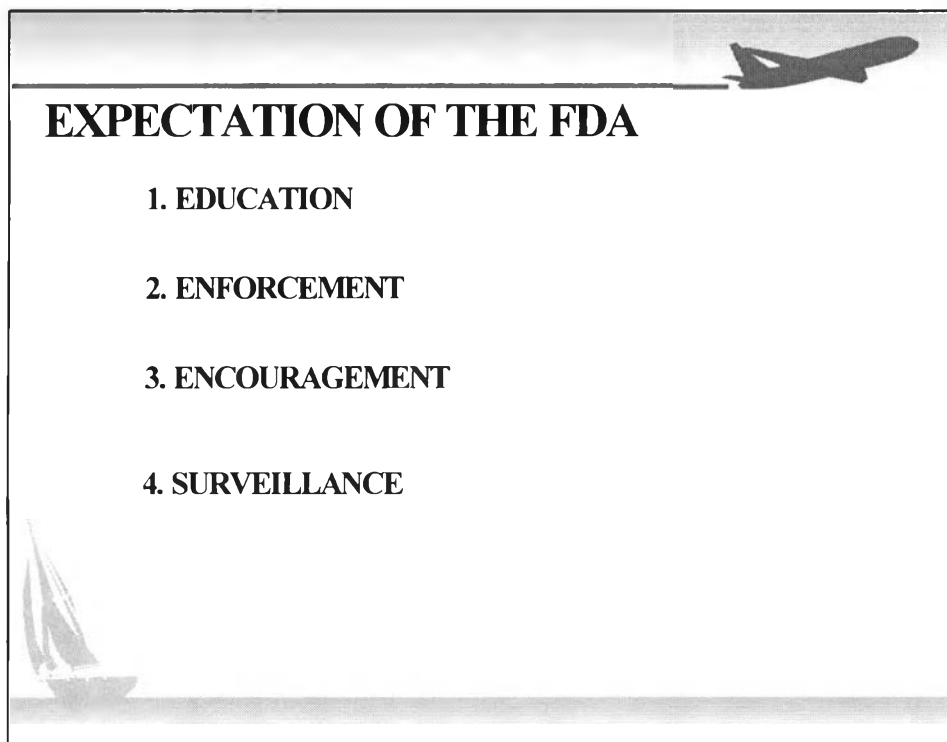 EXPECTATION OF THE FDA
1. EDUCATION
2. ENFORCEMENT
3. ENCOURAGEMENT
4. SURVEILLANCE